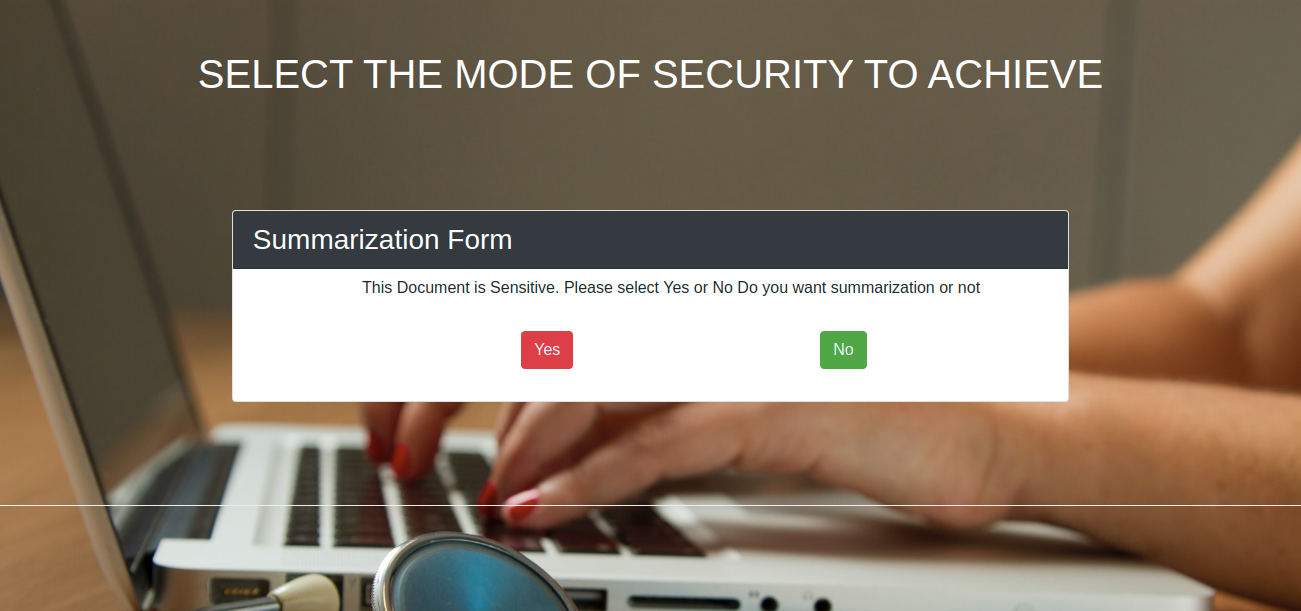 SELECT THE MODE OF SECURITY TO ACHIEVE
Summarization Form
This Document is Sensitive. Please select Yes or No Do you want summarization or not
Yes No